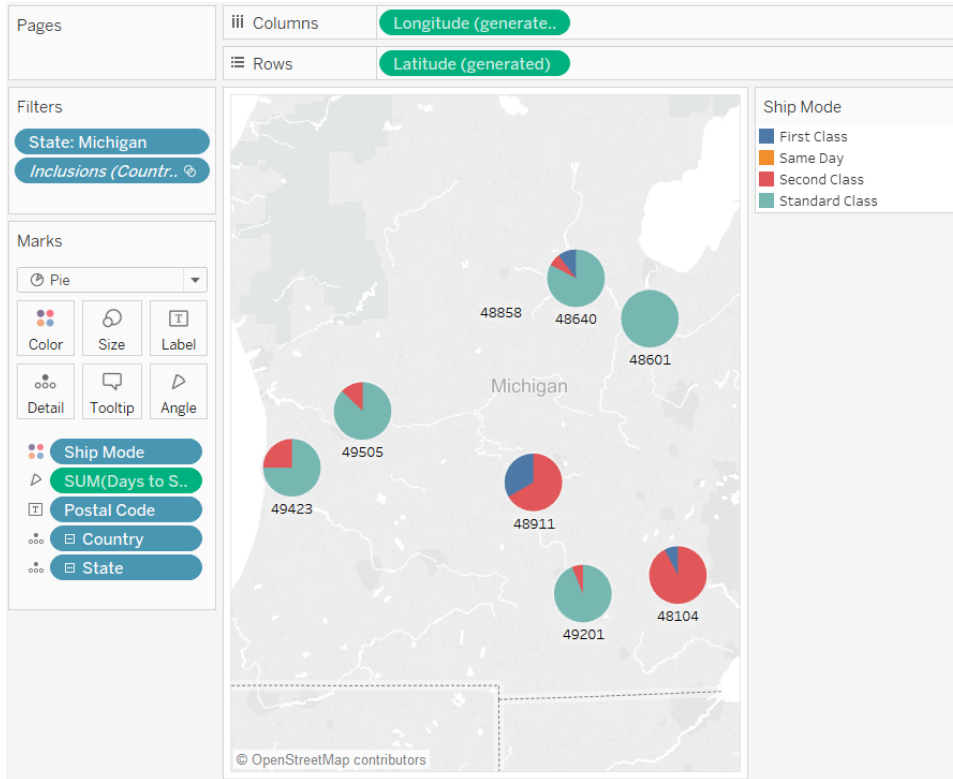 Pages
Columns
Longitude (generate..
Rows
Latitude (generated)
Filters
State: Michigan
Inclusions (Countr..
Marks
Pie
Color
Size
T
Label
Detail
Tooltip
Angle
Ship Mode
SUM(Days to S..
T
Postal Code
Country
State
48858
48640
48601
Michigan
49505
49423
48911
48104
49201
© OpenStreetMap contributors
Ship Mode
First Class
Same Day
Second Class
Standard Class